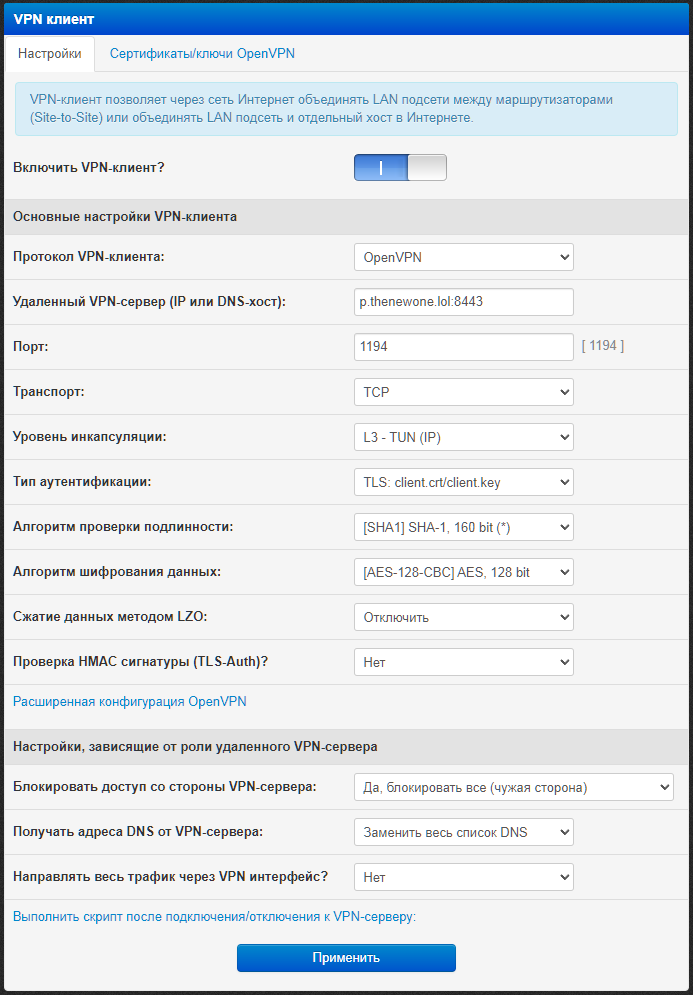 VPN клиент
Настройки
Сертификаты/ключи OpenVPN
VPN-клиент позволяет через сеть Интернет объединять LAN подсети между маршрутизаторами
(Site-to-Site) или объединять LAN подсеть и отдельный хост в Интернете.
Включить VPN-клиент?
Основные настройки VPN-клиента
Протокол VPN-клиента:
OpenVPN
Удаленный VPN-сервер (IP или DNS-хост):
p.thenewone.lol:8443
Порт:
1194
[ 1194 ]
Транспорт:
TCP
Уровень инкапсуляции:
L3 - TUN (IP)
Тип аутентификации:
TLS: client.crt/client.key
Алгоритм проверки подлинности:
[SHA1] SHA-1, 160 bit (*)
Алгоритм шифрования данных:
[AES-128-CBC] AES, 128 bit
Сжатие данных методом LZO:
Отключить
Проверка HMAC сигнатуры (TLS-Auth)?
Нет
Расширенная конфигурация OpenVPN
Настройки, зависящие от роли удаленного VPN-сервера
Блокировать доступ со стороны VPN-сервера:
Да, блокировать все (чужая сторона)
Получать адреса DNS от VPN-сервера:
Заменить весь список DNS
Направлять весь трафик через VPN интерфейс?
Нет
Выполнить скрипт после подключения/отключения к VPN-серверу:
Применить